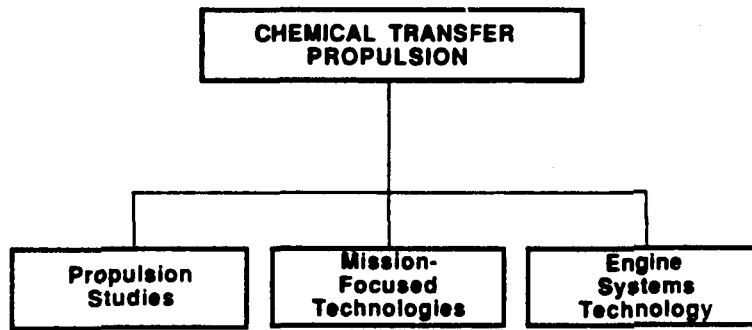 CHEMICAL TRANSFER
PROPULSION
Propulsion
Studies
Mission-
Focused
Technologies
Engine
Systems
Technology